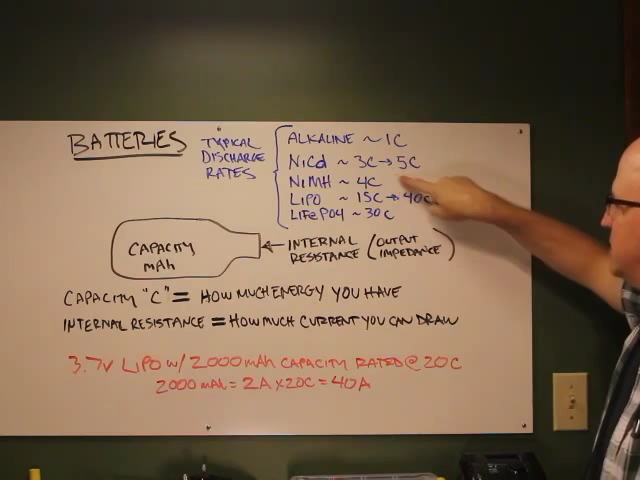 BATTERIES
TYPICAL DISCHARGE RATES
ALKALINE ~ 1C
NiCd ~ 3C → 5C
NiMH ~ 4C
LIPO ~ 15C → 40C
LIFePO4 ~ 30C
CAPACITY mAh
← INTERNAL RESISTANCE (OUTPUT IMPEDANCE)
CAPACITY "C" = HOW MUCH ENERGY YOU HAVE
INTERNAL RESISTANCE = HOW MUCH CURRENT YOU CAN DRAW
3.7V LIPO W/ 2000 mAh CAPACITY RATED @ 20C
2000 mAh = 2A x 20C = 40A